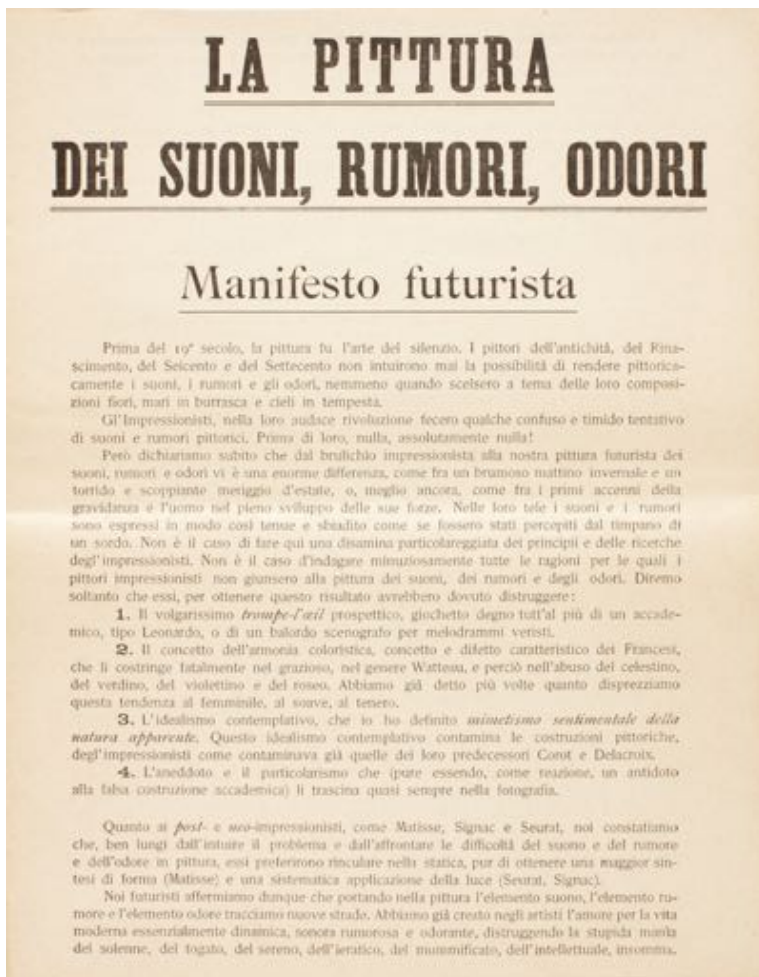 LA PITTURA
DEI SUONI, RUMORI, ODORI
Manifesto futurista
Prima del 19° secolo, la pittura fu l'arte del silenzio. I pittori dell'antichità, del Rina-
scimento, del Seicento e del Settecento non intuirono mai la possibilità di rendere pittorica-
camente i suoni, i rumori e gli odori, nemmeno quando scelsero a tema delle loro composi-
zioni fiori, mari in burrasca e cieli in tempesta.
Gl'Impressionisti, nella loro audace rivoluzione fecero qualche confuso e timido tentativo
di suoni e rumori pittorici. Prima di loro, nulla, assolutamente nulla!
Però dichiariamo subito che dal brulichio impressionista alla nostra pittura futurista dei
suoni, rumori e odori vi è una enorme differenza, come fra un brumoso mattino invernale e un
torrido e scoppiante meriggio d'estate, o, meglio ancora, come fra i primi accenni della
gravidanza e l'uomo nel pieno sviluppo delle sue forze. Nelle loro tele i suoni e i rumori
sono espressi in modo così tenue e sbiadito come se fossero stati percepiti dal timpano di
un sordo. Non è il caso di fare qui una disamina particolareggiata dei principii e delle ricerche
degl'impressionisti. Non è il caso d'indagare minuziosamente tutte le ragioni per le quali i
pittori impressionisti non giunsero alla pittura dei suoni, dei rumori e degli odori. Diremo
soltanto che essi, per ottenere questo risultato avrebbero dovuto distruggere:
1. Il volgarissimo trompe-l'œil prospettico, giochetto degno tutt'al più di un accade-
mico, tipo Leonardo, o di un balordo scenografo per melodrammi veristi.
2. Il concetto dell'armonia coloristica, concetto e difetto caratteristico dei Francesi,
che li costringe fatalmente nel grazioso, nel genere Watteau, e perciò nell'abuso del celestino,
del verdino, del violettino e del roseo. Abbiamo già detto più volte quanto disprezziamo
questa tendenza al femminile, al soave, al tenero.
3. L'idealismo contemplativo, che io ho definito mimetismo sentimentale della
natura apparente. Questo idealismo contemplativo contamina le costruzioni pittoriche,
degl'impressionisti come contaminava già quelle dei loro predecessori Corot e Delacroix.
4. L'aneddoto e il particolarismo che (pure essendo, come reazione, un antidoto
alla falsa costruzione accademica) li trascina quasi sempre nella fotografia.
Quanto ai post- e neo-impressionisti, come Matisse, Signac e Seurat, noi constatiamo
che, ben lungi dall'intuire il problema e dall'affrontare le difficoltà del suono e del rumore
e dell'odore in pittura, essi preferirono rinculare nella statica, pur di ottenere una maggior sin-
tesi di forma (Matisse) e una sistematica applicazione della luce (Seurat, Signac).
Noi futuristi affermiamo dunque che portando nella pittura l'elemento suono, l'elemento ru-
more e l'elemento odore tracciamo nuove strade. Abbiamo già creato negli artisti l'amore per la vita
moderna essenzialmente dinamica, sonora rumorosa e odorante, distruggendo la stupida mania
del solenne, del togato, del sereno, dell'ieratico, del mummificato, dell'intellettuale, insomma.